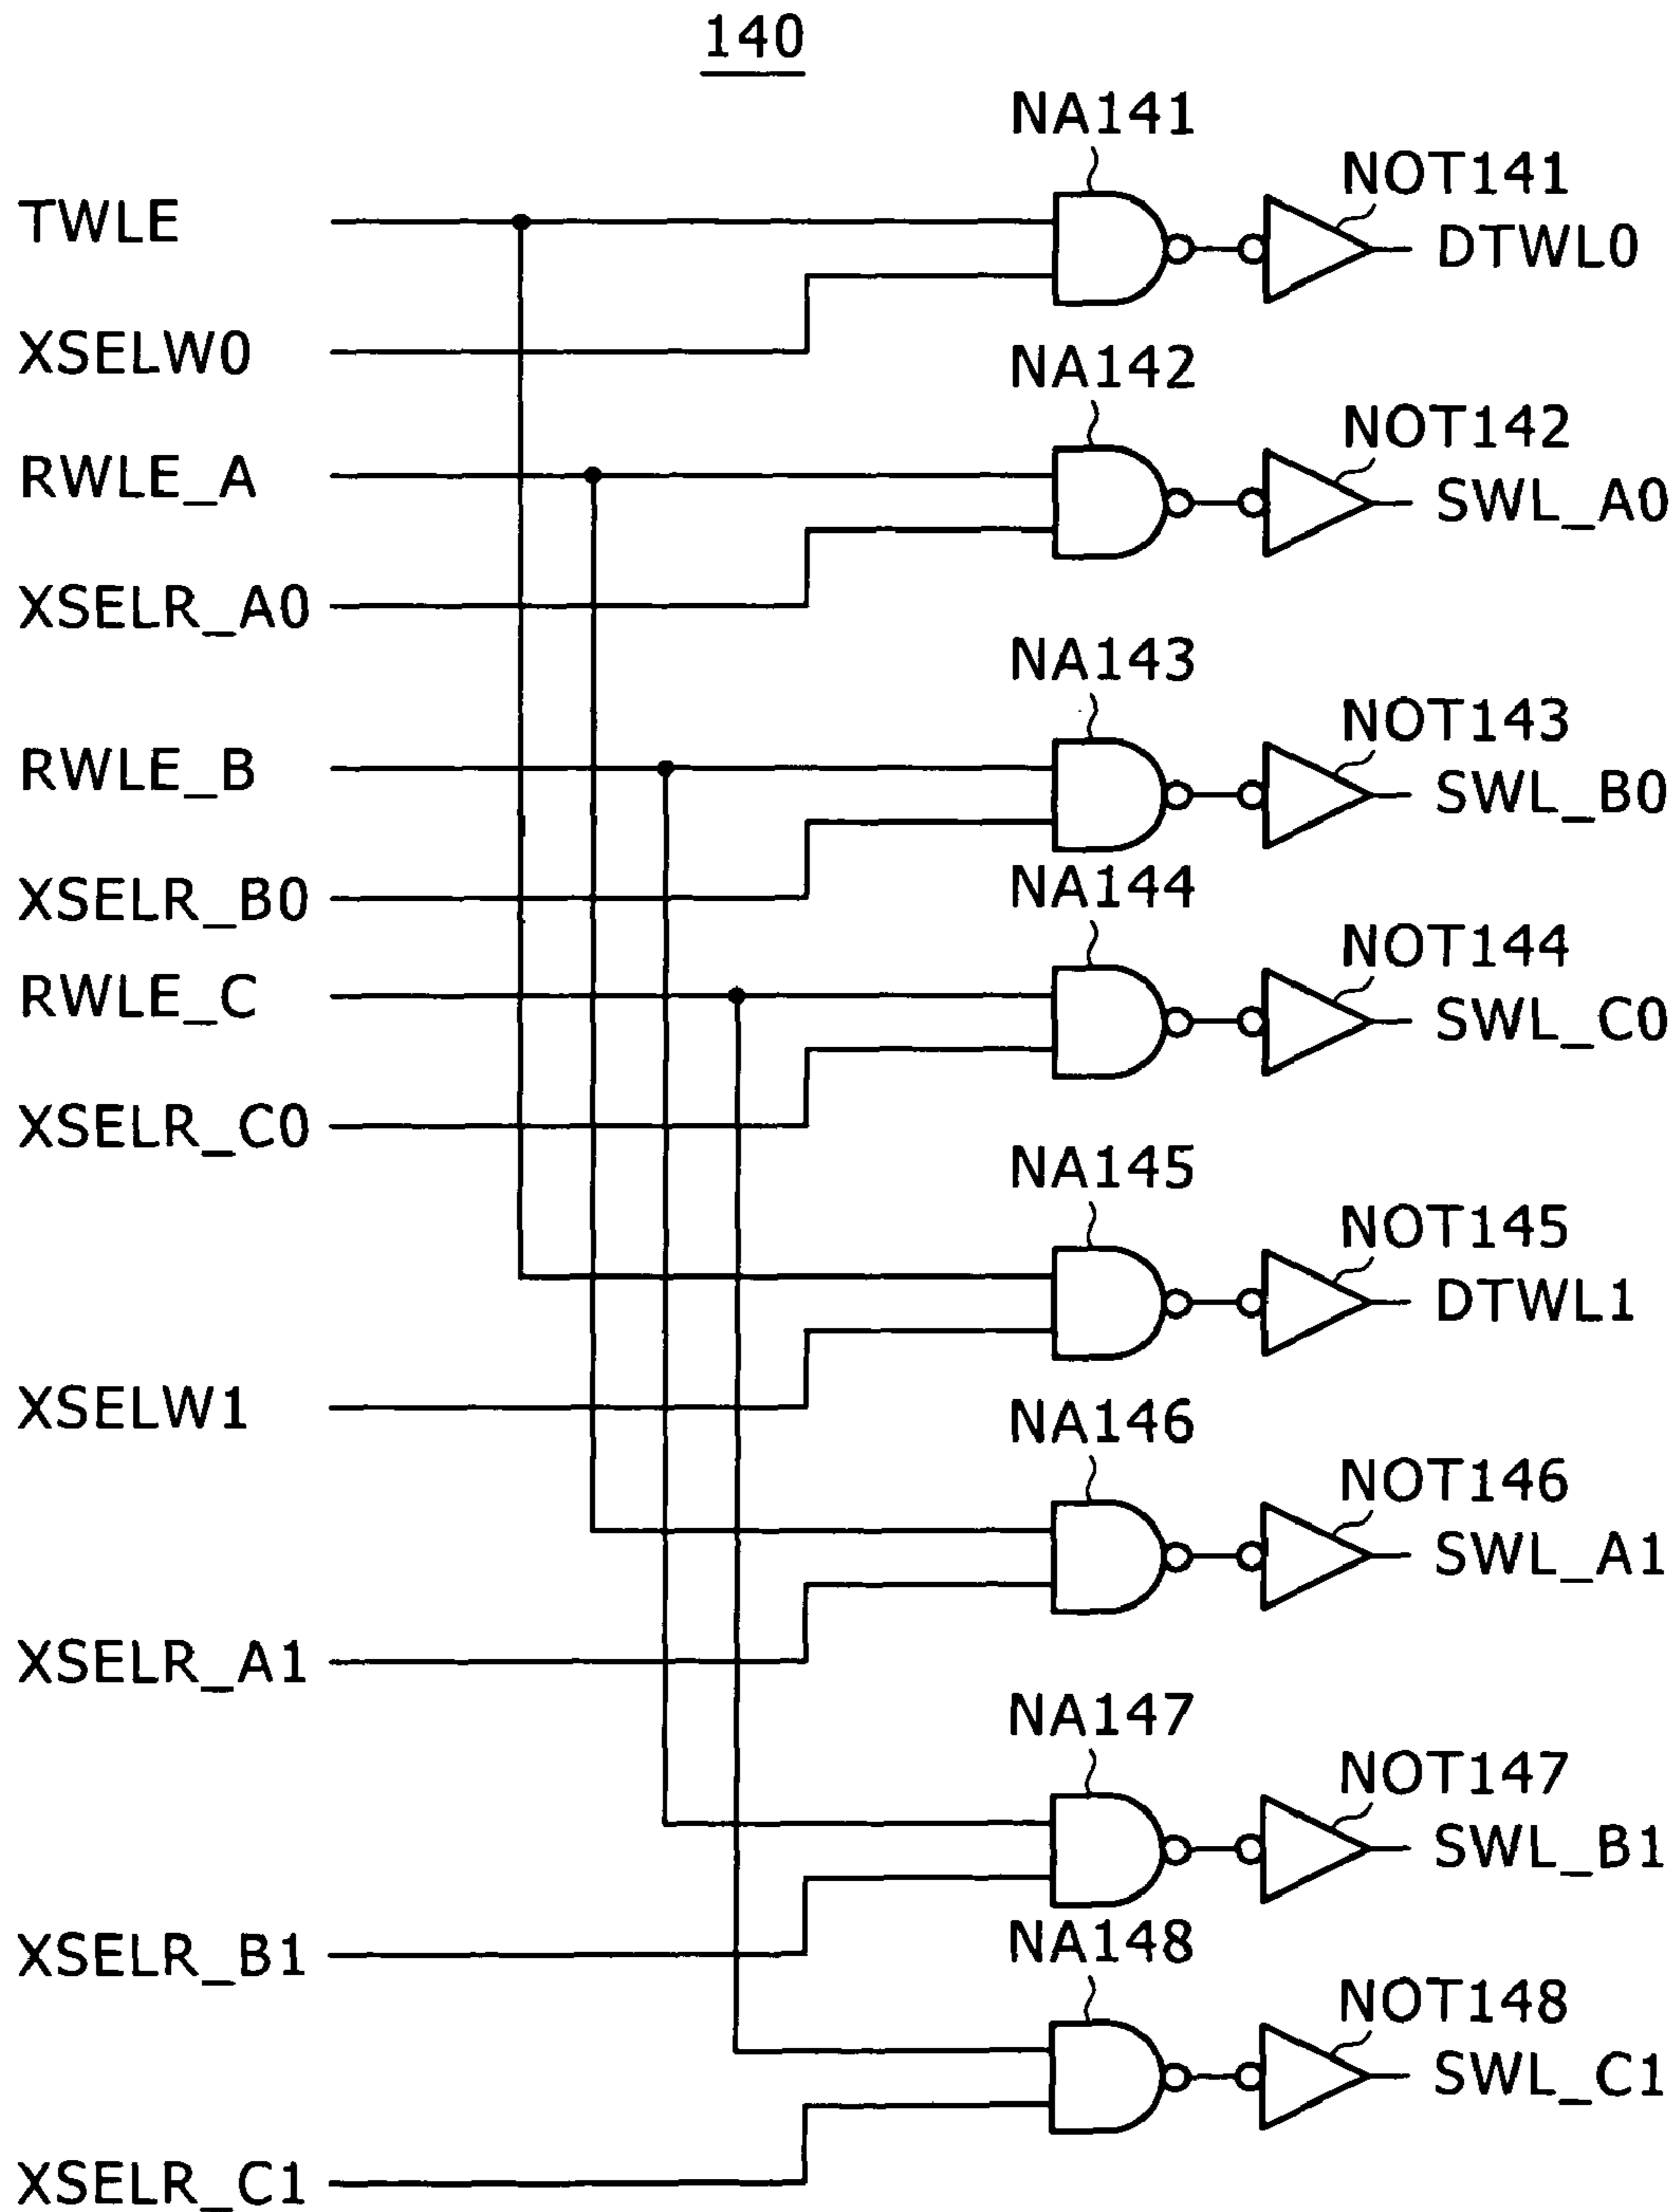 140
NA141
NOT141
TWLE
DTWL0
XSELW0
NA142
NOT142
RWLE_A
SWL_A0
XSELR_A0
NA143
NOT143
RWLE_B
SWL_B0
XSELR_B0
NA144
NOT144
RWLE_C
SWL_C0
XSELR_C0
NA145
NOT145
DTWL1
XSELW1
NA146
NOT146
SWL_A1
XSELR_A1
NA147
NOT147
SWL_B1
XSELR_B1
NA148
NOT148
SWL_C1
XSELR_C1